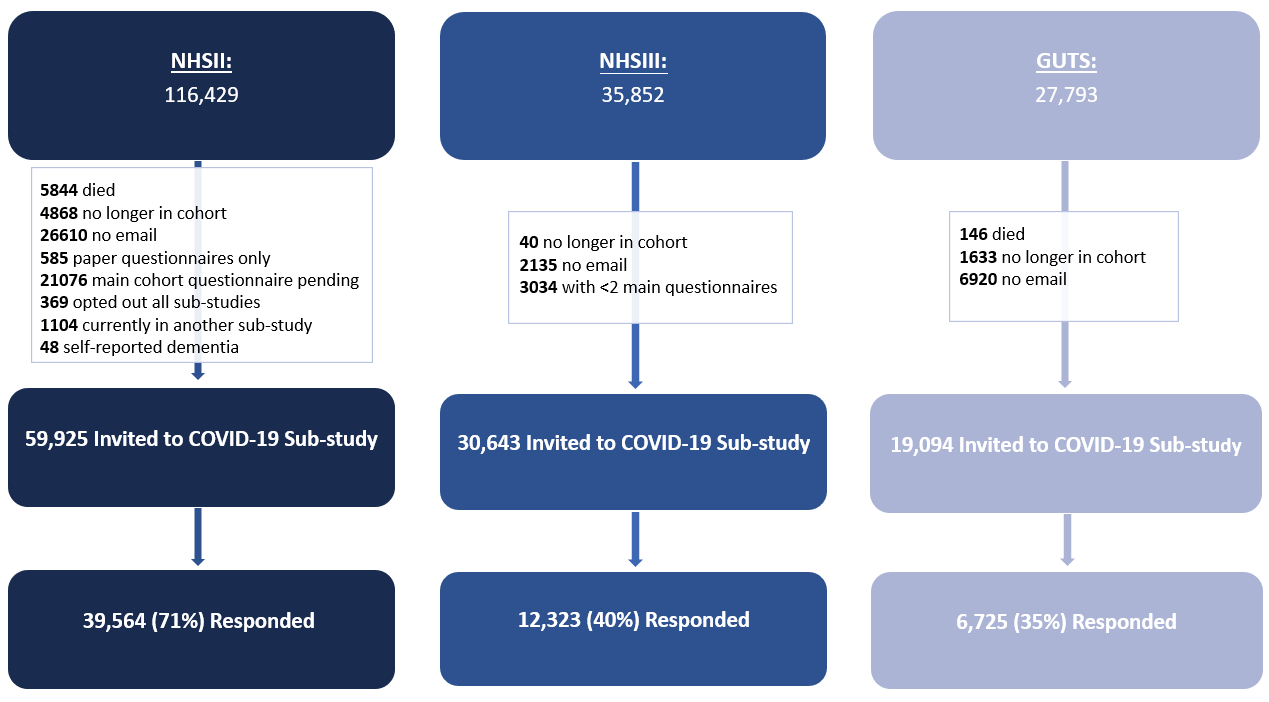 NHSII:
116,429
5844 died
4868 no longer in cohort
26610 no email
585 paper questionnaires only
21076 main cohort questionnaire pending
369 opted out all sub-studies
1104 currently in another sub-study
48 self-reported dementia
59,925 Invited to COVID-19 Sub-study
39,564 (71%) Responded
NHSIII:
35,852
40 no longer in cohort
2135 no email
3034 with <2 main questionnaires
30,643 Invited to COVID-19 Sub-study
12,323 (40%) Responded
GUTS:
27,793
146 died
1633 no longer in cohort
6920 no email
19,094 Invited to COVID-19 Sub-study
6,725 (35%) Responded